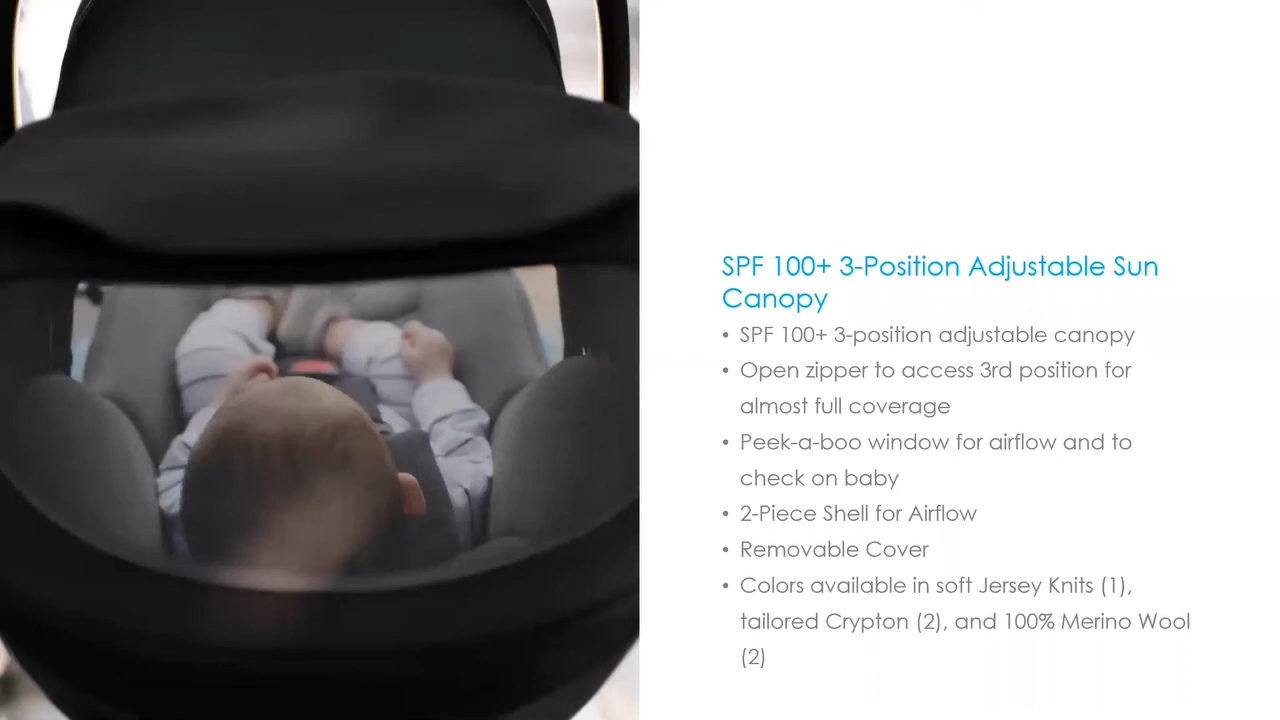 SPF 100+ 3-Position Adjustable Sun
Canopy
• SPF 100+ 3-position adjustable canopy
• Open zipper to access 3rd position for
almost full coverage
• Peek-a-boo window for airflow and to
check on baby
• 2-Piece Shell for Airflow
• Removable Cover
• Colors available in soft Jersey Knits (1),
tailored Crypton (2), and 100% Merino Wool
(2)